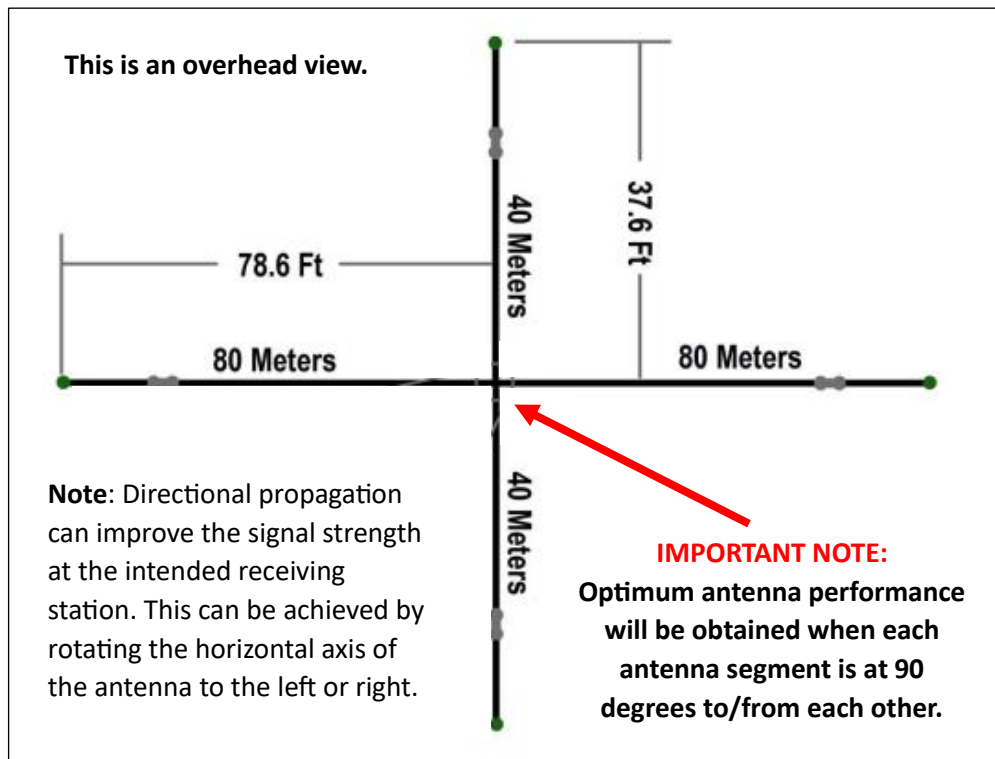 This is an overhead view.
40 Meters
37.6 Ft
78.6 Ft
80 Meters
80 Meters
40 Meters
Note: Directional propagation
can improve the signal strength
at the intended receiving
station. This can be achieved by
rotating the horizontal axis of
the antenna to the left or right.
IMPORTANT NOTE:
Optimum antenna performance
will be obtained when each
antenna segment is at 90
degrees to/from each other.